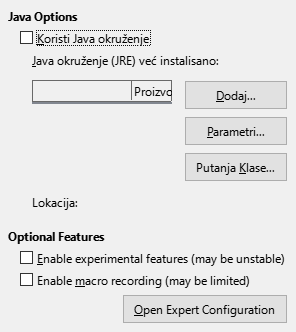 Java Options
Koristi Java okruženje
Java okruženje (JRE) već instalisano:
Proizvo
Dodaj...
Parametri...
Putanja Klase...
Lokacija:
Optional Features
Enable experimental features (may be unstable)
Enable macro recording (may be limited)
Open Expert Configuration